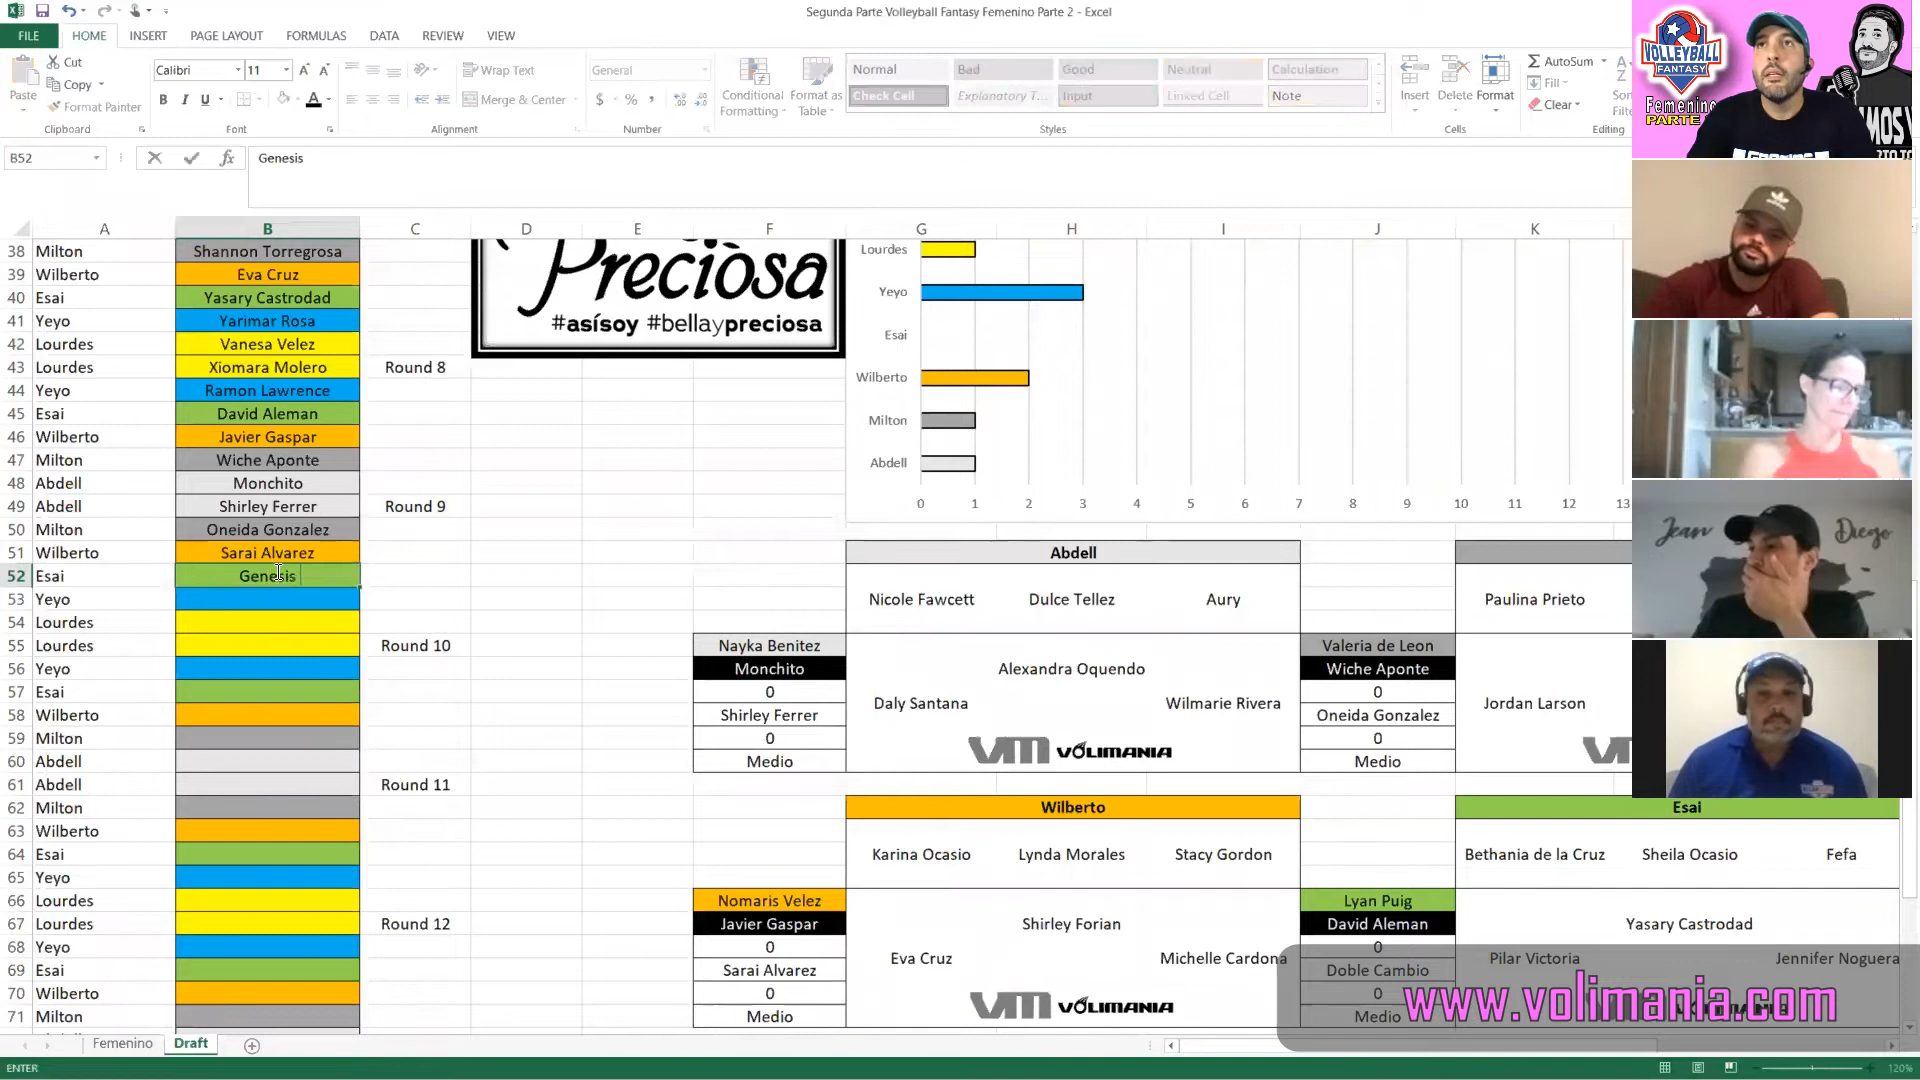 Segunda Parte Volleyball Fantasy Femenino Parte 2 - Excel
FILE HOME INSERT PAGE LAYOUT FORMULAS DATA REVIEW VIEW
Paste Cut Copy Format Painter Clipboard
Calibri 11 B I U A Font
Wrap Text Merge & Center Alignment
General $ % Number
Conditional Formatting Format as Table
Normal Bad Good Neutral Calculation
Check Cell Explanatory T... Input Linked Cell Note
Styles
Insert Delete Format Cells
AutoSum Fill Clear Editing
B52 fx Genesis
A B C D E F G H I J K
38 Milton Shannon Torregrosa
39 Wilberto Eva Cruz
40 Esai Yasary Castrodad
41 Yeyo Yarimar Rosa
42 Lourdes Vanesa Velez
43 Lourdes Xiomara Molero Round 8
44 Yeyo Ramon Lawrence
45 Esai David Aleman
46 Wilberto Javier Gaspar
47 Milton Wiche Aponte
48 Abdell Monchito
49 Abdell Shirley Ferrer Round 9
50 Milton Oneida Gonzalez
51 Wilberto Sarai Alvarez
52 Esai Genesis
53 Yeyo
54 Lourdes
55 Lourdes Round 10
56 Yeyo
57 Esai
58 Wilberto
59 Milton
60 Abdell
61 Abdell Round 11
62 Milton
63 Wilberto
64 Esai
65 Yeyo
66 Lourdes
67 Lourdes Round 12
68 Yeyo
69 Esai
70 Wilberto
71 Milton
Preciosa
#asísoy #bellaypreciosa
Lourdes
Yeyo
Esai
Wilberto
Milton
Abdell
0 1 2 3 4 5 6 7 8 9 10 11 12 13
Abdell
Nicole Fawcett Dulce Tellez Aury
Nayka Benitez
Monchito
0
Shirley Ferrer
0
Medio
Alexandra Oquendo
Daly Santana Wilmarie Rivera
VM VOLIMANIA
Paulina Prieto
Valeria de Leon
Wiche Aponte
0
Oneida Gonzalez
0
Medio
Jordan Larson
Wilberto
Karina Ocasio Lynda Morales Stacy Gordon
Nomaris Velez
Javier Gaspar
0
Sarai Alvarez
0
Medio
Shirley Forian
Eva Cruz Michelle Cardona
VM VOLIMANIA
Esai
Bethania de la Cruz Sheila Ocasio Fefa
Lyan Puig
David Aleman
0
Doble Cambio
0
Medio
Yasary Castrodad
Pilar Victoria Jennifer Noguera
www.volimania.com
Femenino Draft
ENTER
120%
VOLLEYBALL
FANTASY
Femenino
PARTE
Jean Diego